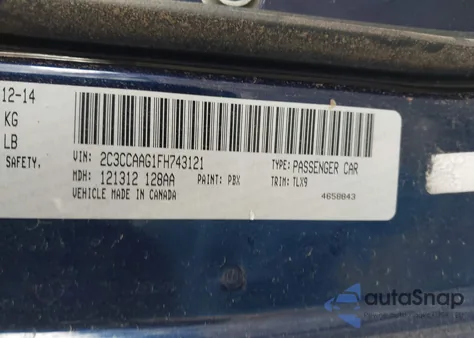 12-14
KG
LB
SAFETY.
VIN: 2C3CCAAG1FH743121
TYPE: PASSENGER CAR
MDH: 121312 128AA
PAINT: PBX
TRIM: TLX9
VEHICLE MADE IN CANADA
4658843
autoSnap